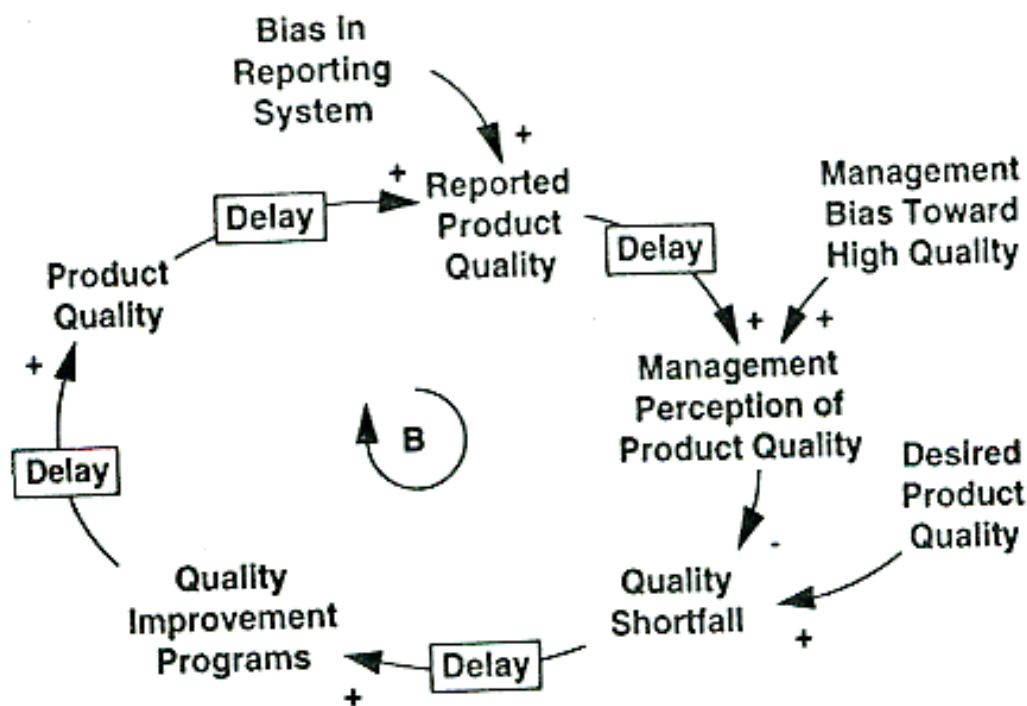 Bias In
Reporting
System
+
+
Reported
Product
Quality
Delay
Management
Bias Toward
High Quality
Delay
Product
Quality
+
+
+
Management
Perception of
Product Quality
B
Delay
Desired
Product
Quality
-
Quality
Improvement
Programs
Quality
Shortfall
+
Delay
+